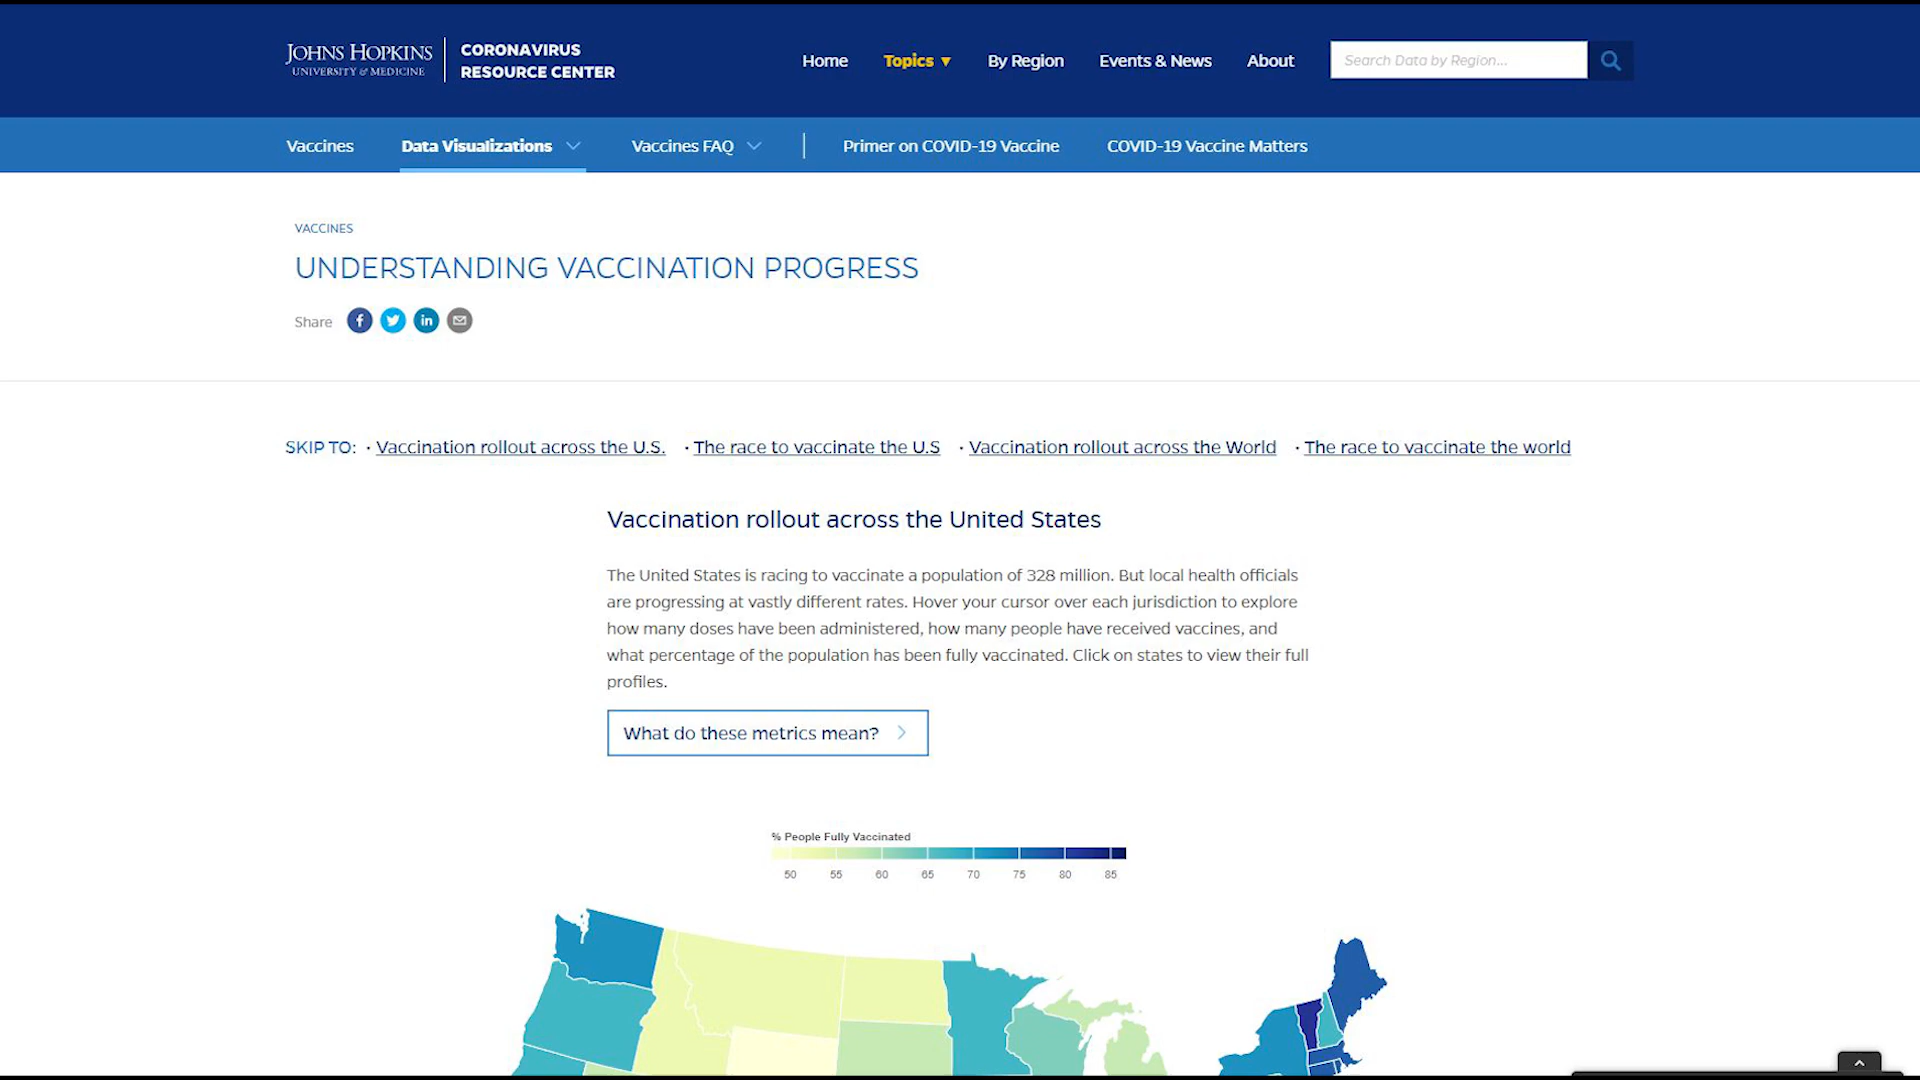 JOHNS HOPKINS
UNIVERSITY & MEDICINE
CORONAVIRUS
RESOURCE CENTER
Home
Topics ▼
By Region
Events & News
About
Search Data by Region...
Vaccines
Data Visualizations
Vaccines FAQ
Primer on COVID-19 Vaccine
COVID-19 Vaccine Matters
VACCINES
UNDERSTANDING VACCINATION PROGRESS
Share
SKIP TO: · Vaccination rollout across the U.S. · The race to vaccinate the U.S · Vaccination rollout across the World · The race to vaccinate the world
Vaccination rollout across the United States
The United States is racing to vaccinate a population of 328 million. But local health officials
are progressing at vastly different rates. Hover your cursor over each jurisdiction to explore
how many doses have been administered, how many people have received vaccines, and
what percentage of the population has been fully vaccinated. Click on states to view their full
profiles.
What do these metrics mean?
% People Fully Vaccinated
50 55 60 65 70 75 80 85